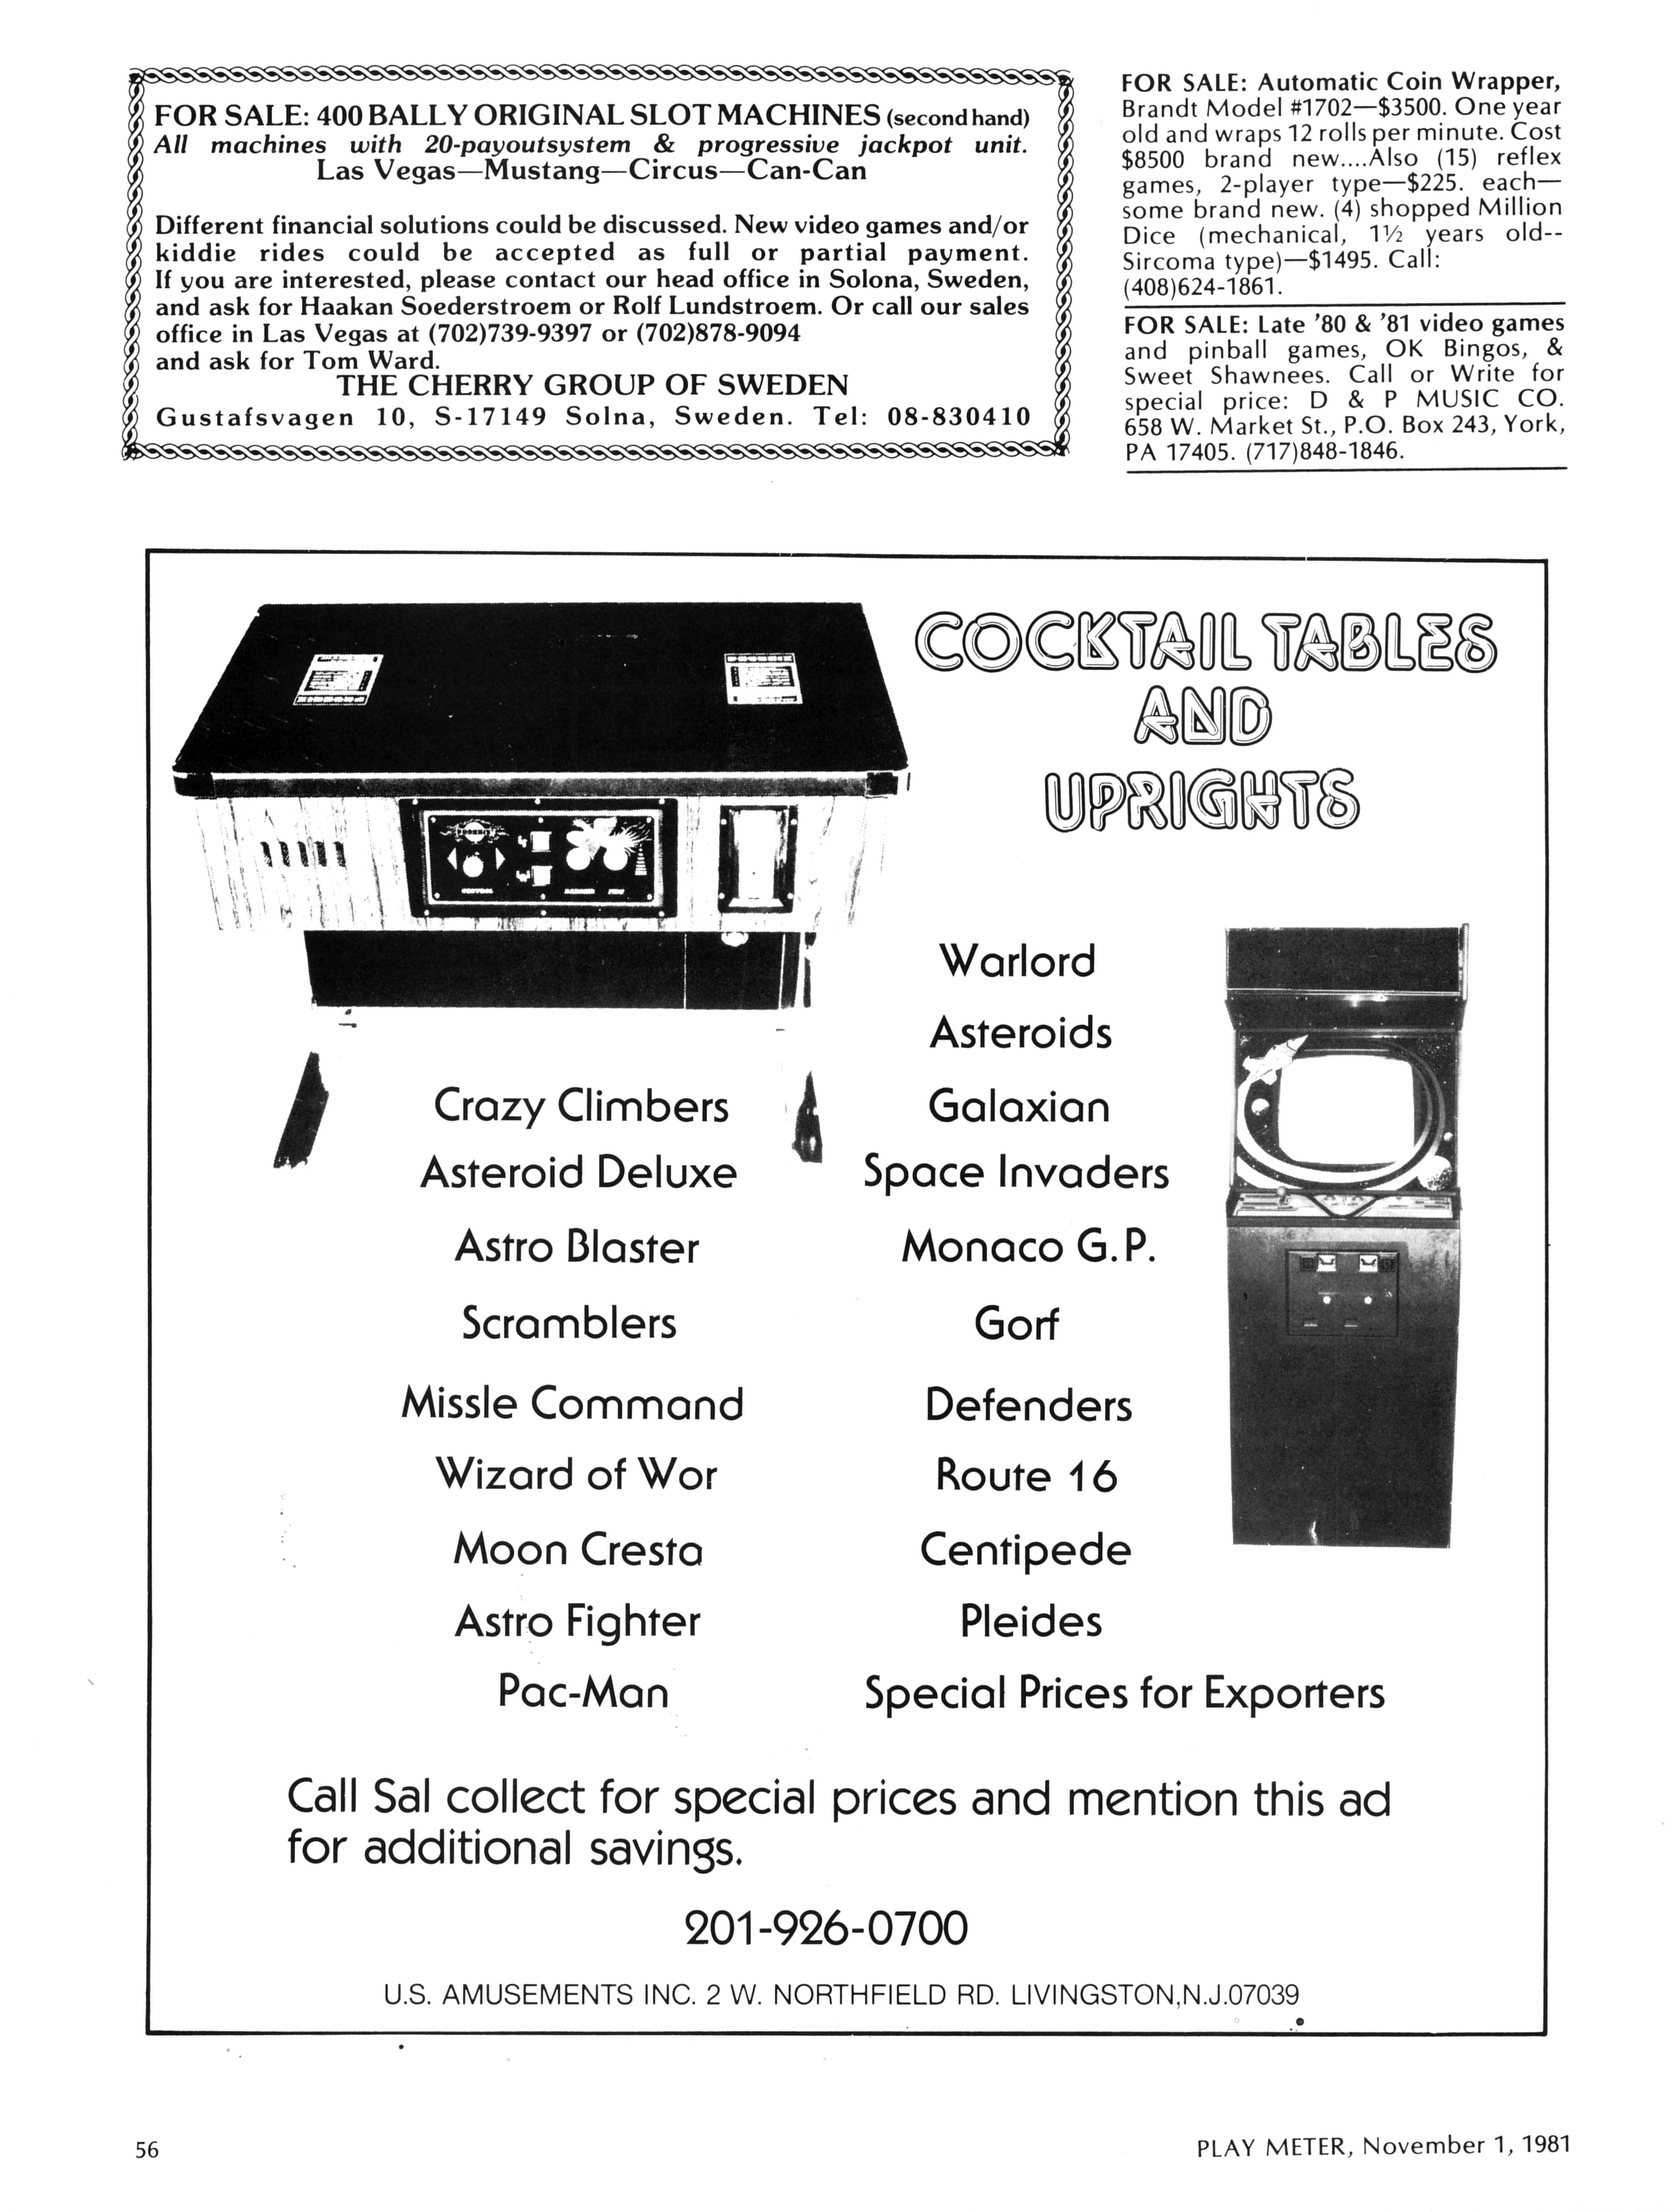 FOR SALE: 400 BALLY ORIGINAL SLOT MACHINES (second hand)
All machines with 20-payoutsystem & progressive jackpot unit.
Las Vegas—Mustang—Circus—Can-Can
Different financial solutions could be discussed. New video games and/or
kiddie rides could be accepted as full or partial payment.
If you are interested, please contact our head office in Solona, Sweden,
and ask for Haakan Soederstroem or Rolf Lundstroem. Or call our sales
office in Las Vegas at (702)739-9397 or (702)878-9094
and ask for Tom Ward.
THE CHERRY GROUP OF SWEDEN
Gustafsvagen 10, S-17149 Solna, Sweden. Tel: 08-830410
FOR SALE: Automatic Coin Wrapper,
Brandt Model #1702—$3500. One year
old and wraps 12 rolls per minute. Cost
$8500 brand new....Also (15) reflex
games, 2-player type—$225. each—
some brand new. (4) shopped Million
Dice (mechanical, 1½ years old--
Sircoma type)—$1495. Call:
(408)624-1861.
FOR SALE: Late '80 & '81 video games
and pinball games, OK Bingos, &
Sweet Shawnees. Call or Write for
special price: D & P MUSIC CO.
658 W. Market St., P.O. Box 243, York,
PA 17405. (717)848-1846.
COCKTAIL TABLES
AND
UPRIGHTS
Crazy Climbers
Asteroid Deluxe
Astro Blaster
Scramblers
Missle Command
Wizard of Wor
Moon Cresta
Astro Fighter
Pac-Man
Warlord
Asteroids
Galaxian
Space Invaders
Monaco G.P.
Gorf
Defenders
Route 16
Centipede
Pleides
Special Prices for Exporters
Call Sal collect for special prices and mention this ad
for additional savings.
201-926-0700
U.S. AMUSEMENTS INC. 2 W. NORTHFIELD RD. LIVINGSTON,N.J.07039
56
PLAY METER, November 1, 1981